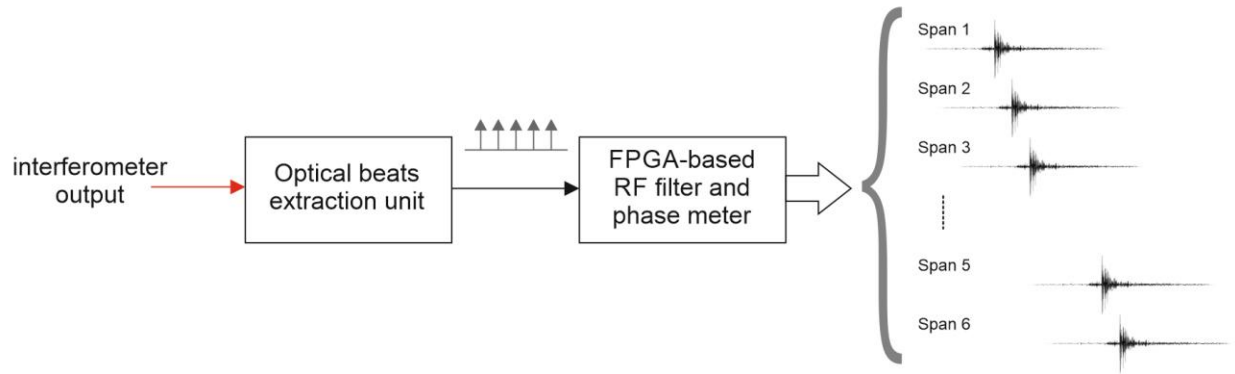 interferometer
output
Optical beats
extraction unit
FPGA-based
RF filter and
phase meter
Span 1
Span 2
Span 3
Span 5
Span 6